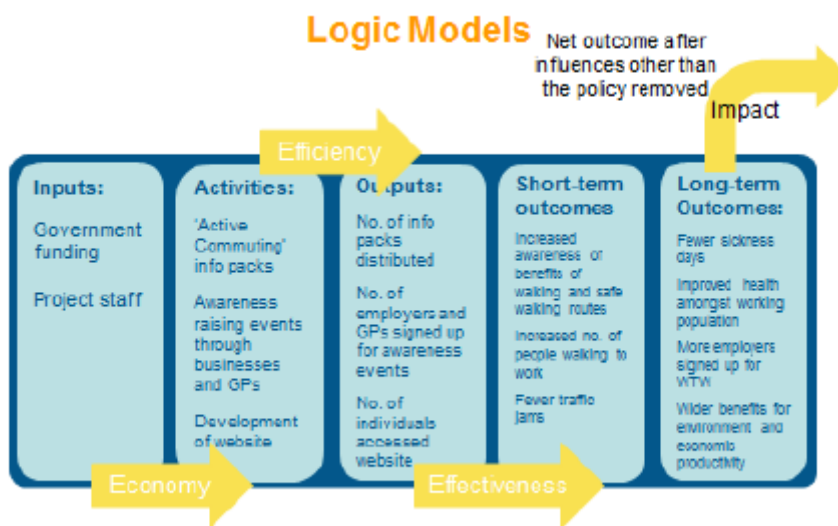 Logic Models
Net outcome after
influences other than
the policy removed
Impact
Efficiency
Inputs:
Government
funding
Project staff
Activities:
'Active
Commuting'
info packs
Awareness
raising events
through
businesses
and GPs
Development
of website
Outputs:
No. of info
packs
distributed
No. of
employers and
GPs signed up
for awareness
events
No. of
individuals
accessed
website
Short-term
outcomes
Increased
awareness of
benefits of
walking and safe
walking routes
Increased no. of
people walking to
work
Fever traffic
jams
Long-term
Outcomes:
Fewer sickness
days
Improved health
amongst working
population
More employers
signed up for
WTW
Wider benefits for
environment and
economic
productivity
Economy
Effectiveness